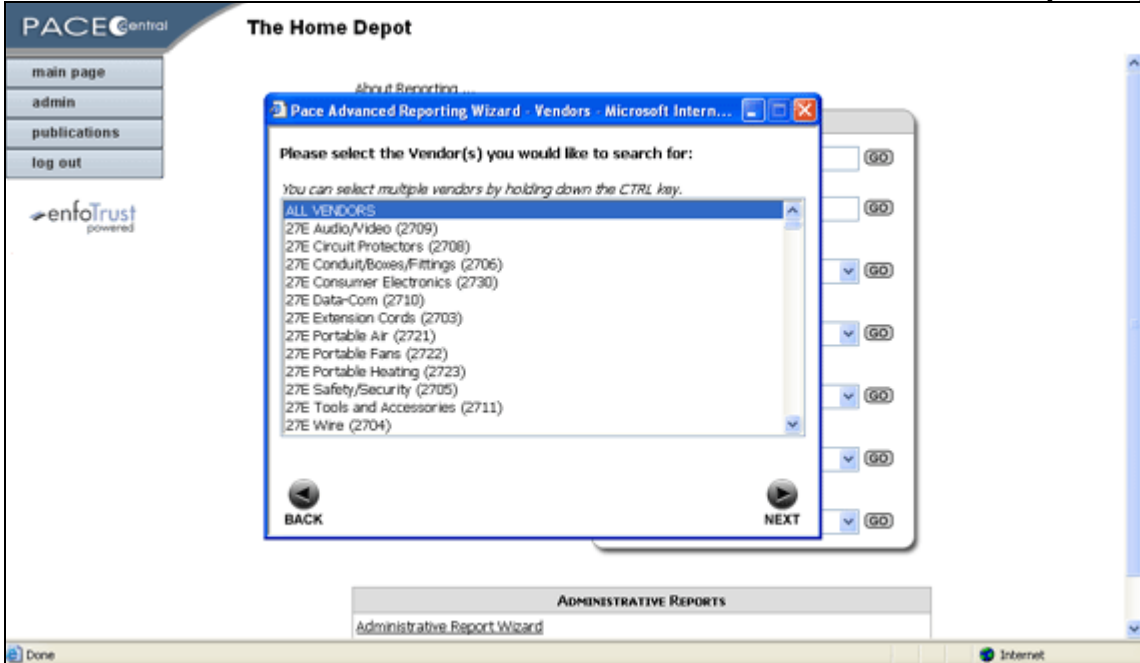 PACE Central
The Home Depot
main page
admin
publications
log out
enfoTrust
powered
About Reporting ...
Pace Advanced Reporting Wizard - Vendors - Microsoft Intern...
Please select the Vendor(s) you would like to search for:
You can select multiple vendors by holding down the CTRL key.
ALL VENDORS
27E Audio/Video (2709)
27E Circuit Protectors (2708)
27E Conduit/Boxes/Fittings (2706)
27E Consumer Electronics (2730)
27E Data-Com (2710)
27E Extension Cords (2703)
27E Portable Air (2721)
27E Portable Fans (2722)
27E Portable Heating (2723)
27E Safety/Security (2705)
27E Tools and Accessories (2711)
27E Wire (2704)
BACK
NEXT
GO
GO
GO
GO
GO
GO
GO
ADMINISTRATIVE REPORTS
Administrative Report Wizard
Done
Internet